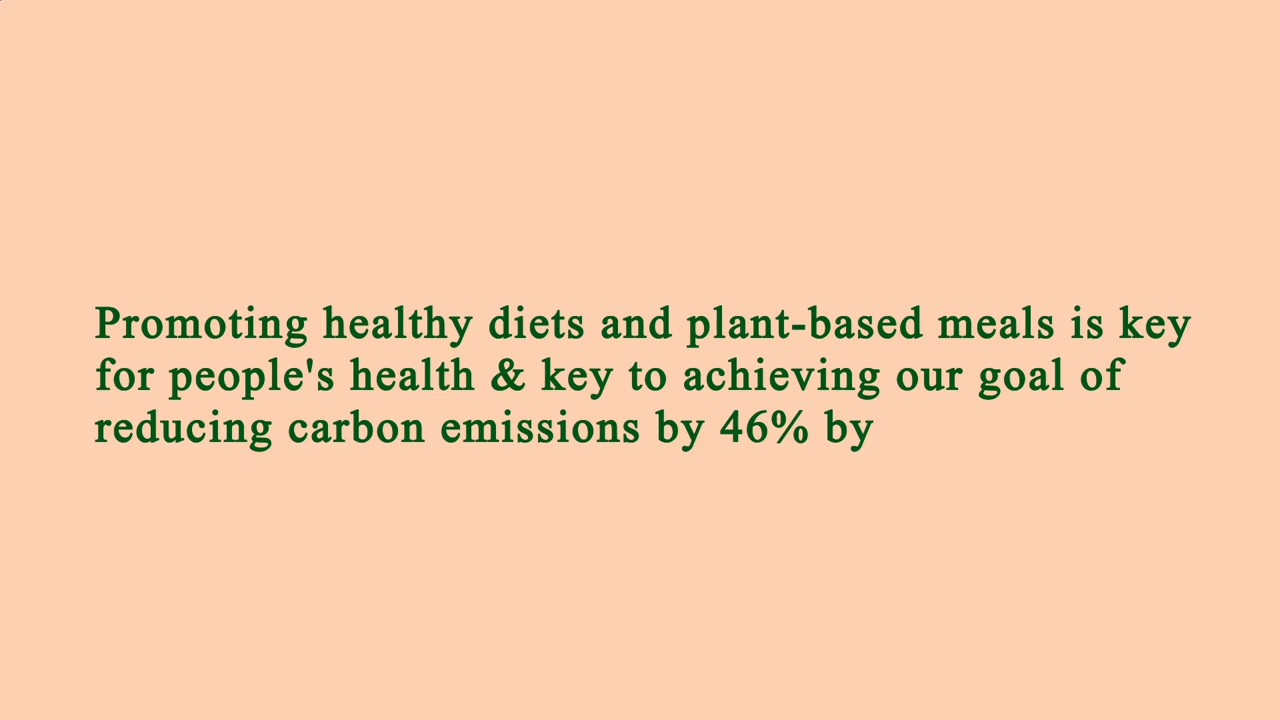 Promoting healthy diets and plant-based meals is key
for people's health & key to achieving our goal of
reducing carbon emissions by 46% by